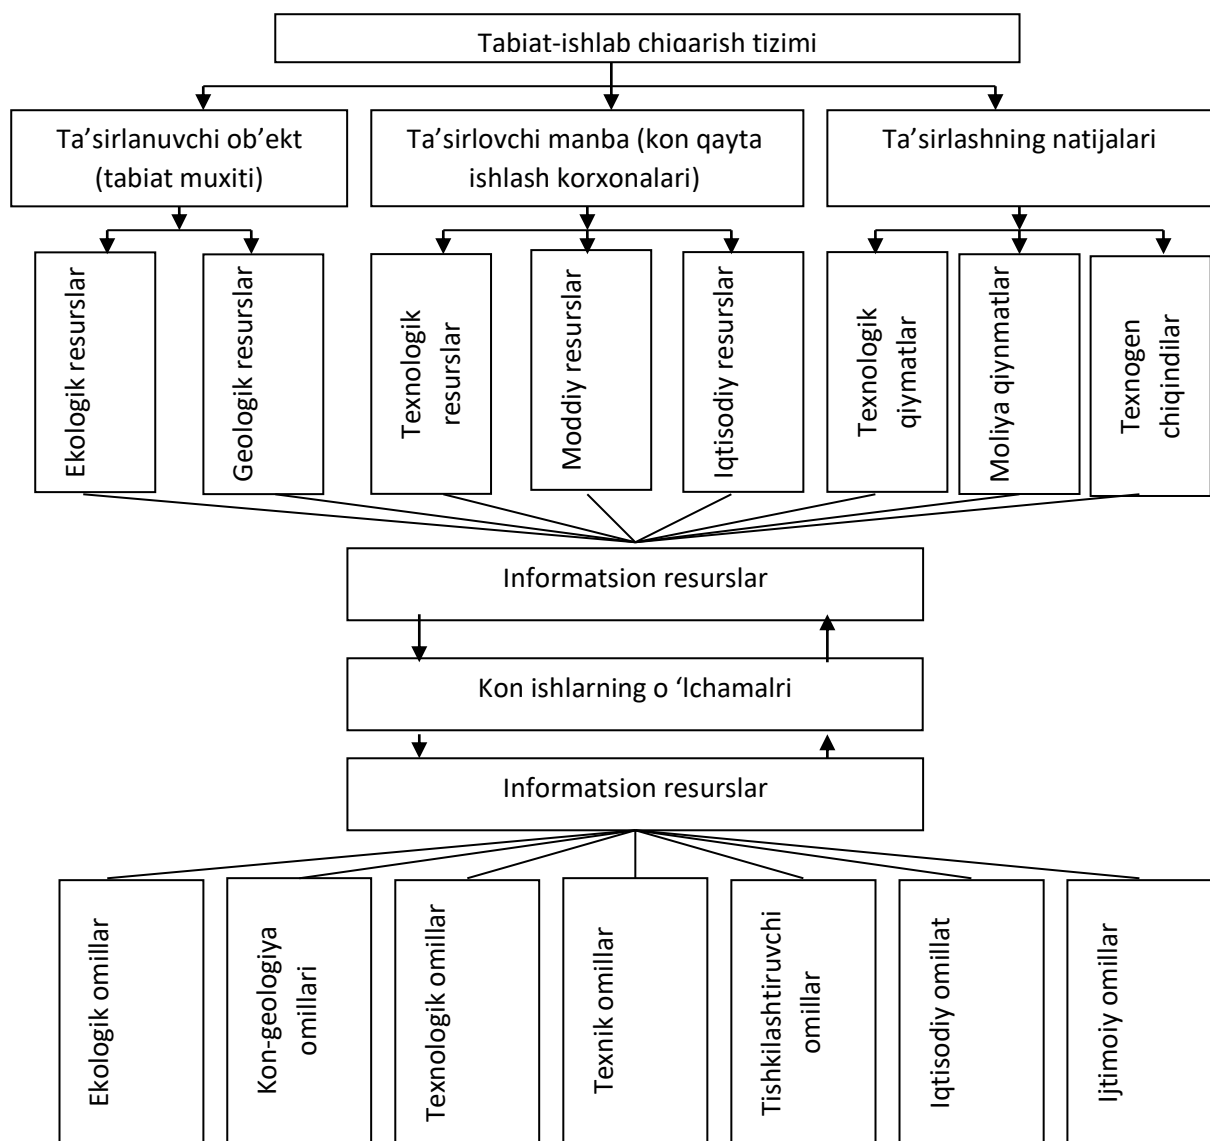 Tabiat-ishlab chiqarish tizimi
Ta’sirlanuvchi ob’ekt
(tabiat muxiti)
Ta’sirlovchi manba (kon qayta
ishlash korxonalari)
Ta’sirlashning natijalari
Ekologik resurslar
Geologik resurslar
Texnologik
resurslar
Moddiy resurslar
Iqtisodiy resurslar
Texnologik
qiymatlar
Moliya qiynmatlar
Texnogen
chiqindilar
Informatsion resurslar
Kon ishlarning o ‘lchamalri
Informatsion resurslar
Ekologik omillar
Kon-geologiya
omillari
Texnologik omillar
Texnik omillar
Tishkilashtiruvchi
omillar
Iqtisodiy omillat
Ijtimoiy omillar